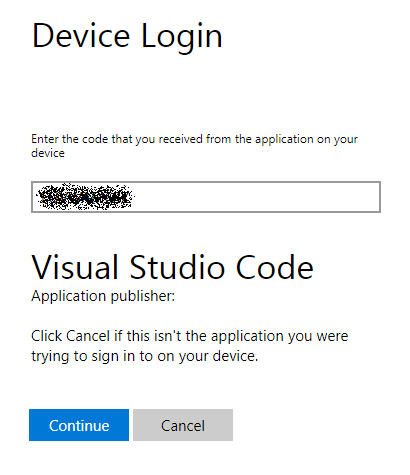 Device Login
Enter the code that you received from the application on your
device
Visual Studio Code
Application publisher:
Click Cancel if this isn't the application you were
trying to sign in to on your device.
Continue
Cancel